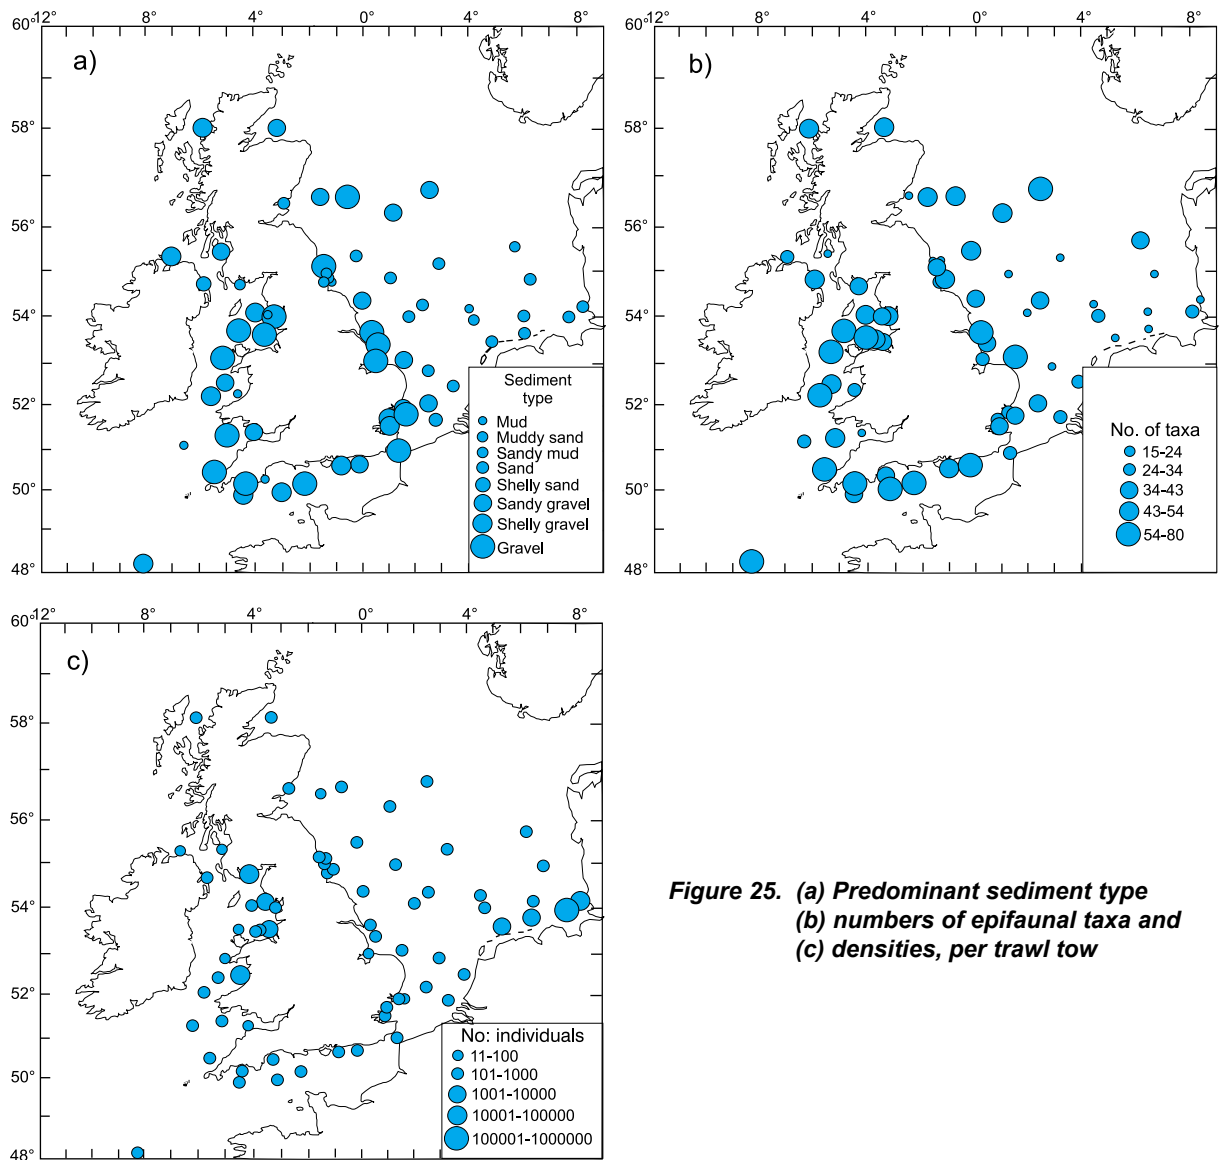 60°
12°
8°
4°
0°
4°
8°
a)
58°
56°
54°
52°
50°
48°
Sediment
type
Mud
Muddy sand
Sandy mud
Sand
Shelly sand
Sandy gravel
Shelly gravel
Gravel
60°
12°
8°
4°
0°
4°
8°
b)
58°
56°
54°
52°
50°
48°
No. of taxa
15-24
24-34
34-43
43-54
54-80
60°
12°
8°
4°
0°
4°
8°
c)
58°
56°
54°
52°
50°
48°
No: individuals
11-100
101-1000
1001-10000
10001-100000
100001-1000000
Figure 25. (a) Predominant sediment type
(b) numbers of epifaunal taxa and
(c) densities, per trawl tow